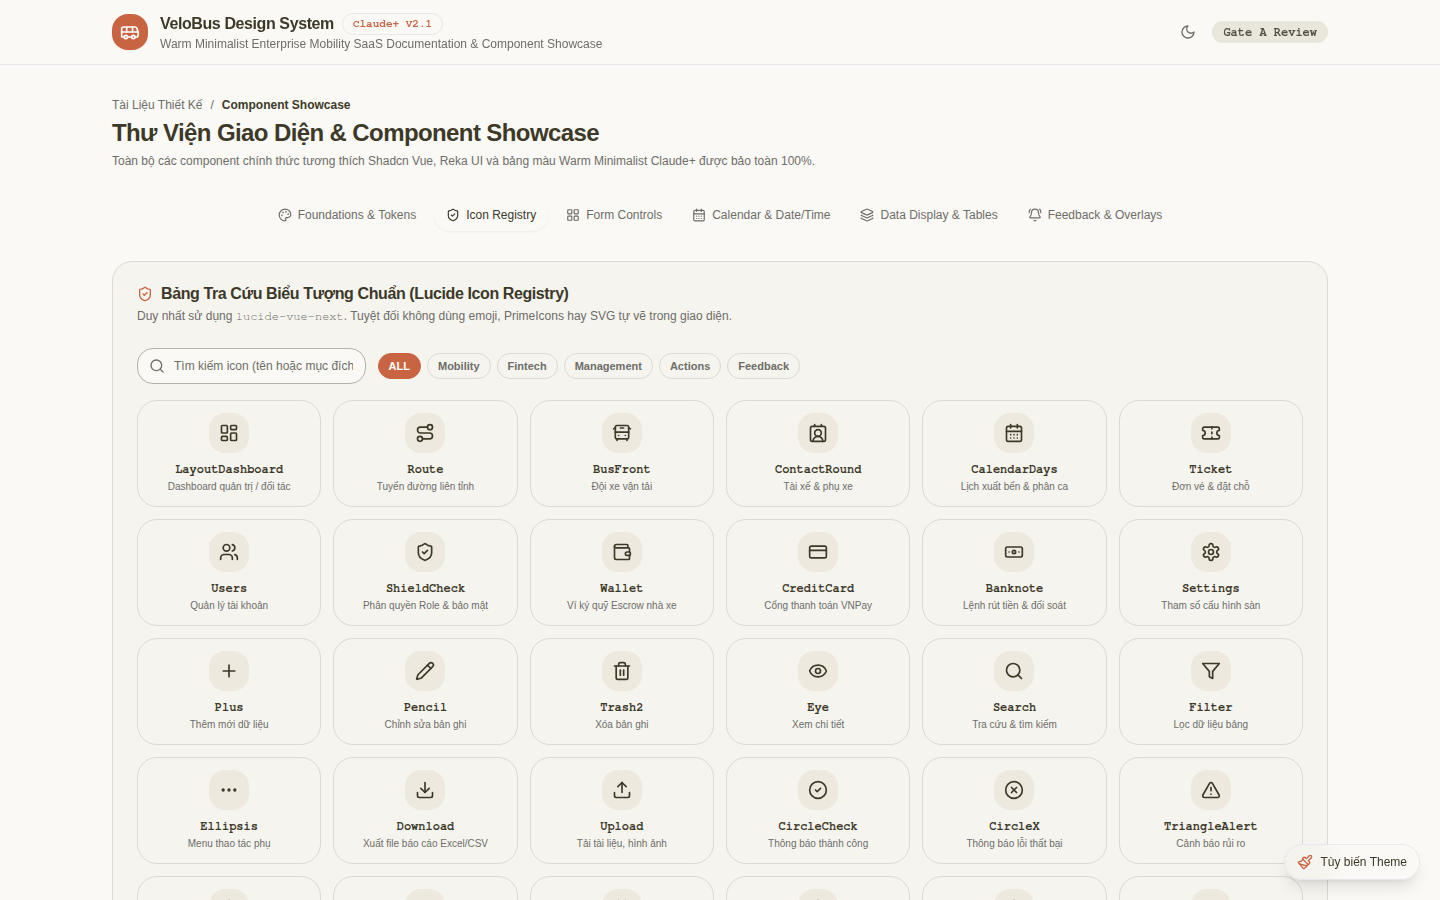 VeloBus Design System
Claude+ V2.1
Warm Minimalist Enterprise Mobility SaaS Documentation & Component Showcase
Gate A Review
Tài Liệu Thiết Kế / Component Showcase
Thư Viện Giao Diện & Component Showcase
Toàn bộ các component chính thức tương thích Shadcn Vue, Reka UI và bảng màu Warm Minimalist Claude+ được bảo toàn 100%.
Foundations & Tokens
Icon Registry
Form Controls
Calendar & Date/Time
Data Display & Tables
Feedback & Overlays
Bảng Tra Cứu Biểu Tượng Chuẩn (Lucide Icon Registry)
Duy nhất sử dụng lucide-vue-next. Tuyệt đối không dùng emoji, PrimeIcons hay SVG tự vẽ trong giao diện.
Tìm kiếm icon (tên hoặc mục đích
ALL
Mobility
Fintech
Management
Actions
Feedback
LayoutDashboard
Dashboard quản trị / đối tác
Route
Tuyến đường liên tỉnh
BusFront
Đội xe vận tải
ContactRound
Tài xế & phụ xe
CalendarDays
Lịch xuất bến & phân ca
Ticket
Đơn vé & đặt chỗ
Users
Quản lý tài khoản
ShieldCheck
Phân quyền Role & bảo mật
Wallet
Ví ký quỹ Escrow nhà xe
CreditCard
Cổng thanh toán VNPay
Banknote
Lệnh rút tiền & đối soát
Settings
Tham số cấu hình sàn
Plus
Thêm mới dữ liệu
Pencil
Chỉnh sửa bản ghi
Trash2
Xóa bản ghi
Eye
Xem chi tiết
Search
Tra cứu & tìm kiếm
Filter
Lọc dữ liệu bảng
Ellipsis
Menu thao tác phụ
Download
Xuất file báo cáo Excel/CSV
Upload
Tải tài liệu, hình ảnh
CircleCheck
Thông báo thành công
CircleX
Thông báo lỗi thất bại
TriangleAlert
Cảnh báo rủi ro
Tùy biến Theme